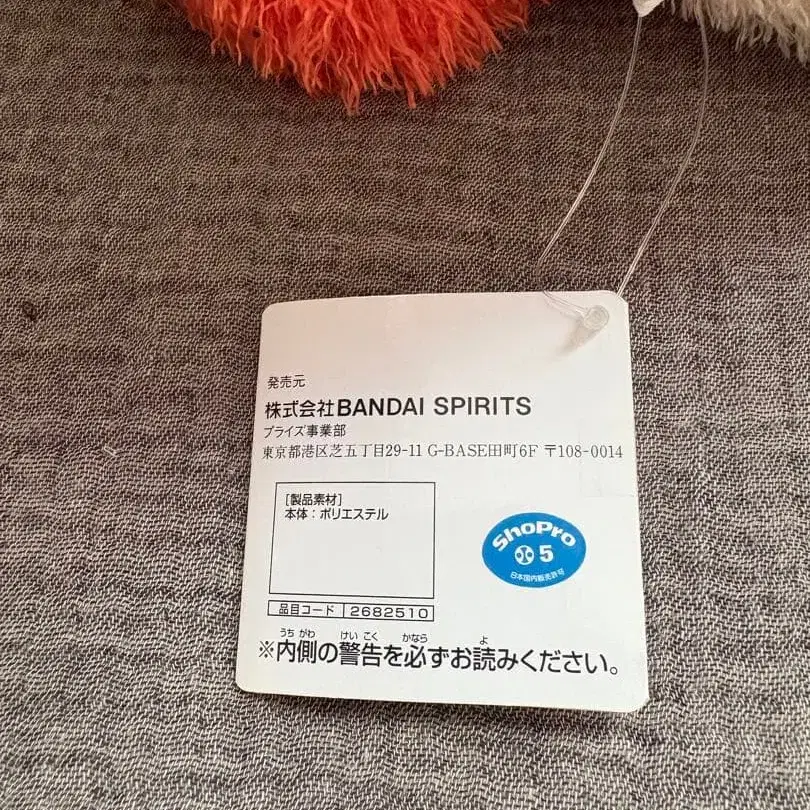 発売元
株式会社BANDAI SPIRITS
プライズ事業部
東京都港区芝五丁目29-11 G-BASE田町6F 〒108-0014
[製品素材]
本体：ポリエステル
ShoPro
5
日本国内販売許可
品目コード 2682510
うちがわ けいこく かなら よ
※内側の警告を必ずお読みください。